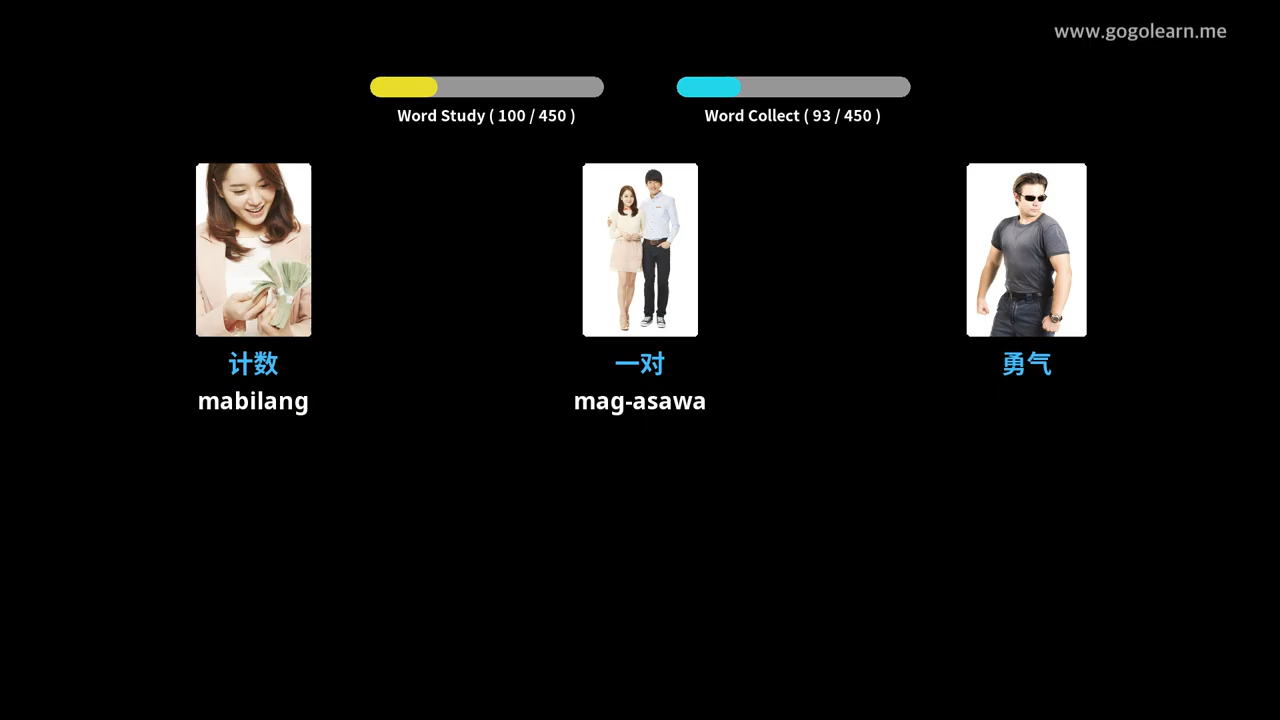 www.gogolearn.me
Word Study ( 100 / 450 )
Word Collect ( 93 / 450 )
计数
一对
勇气
mabilang
mag-asawa